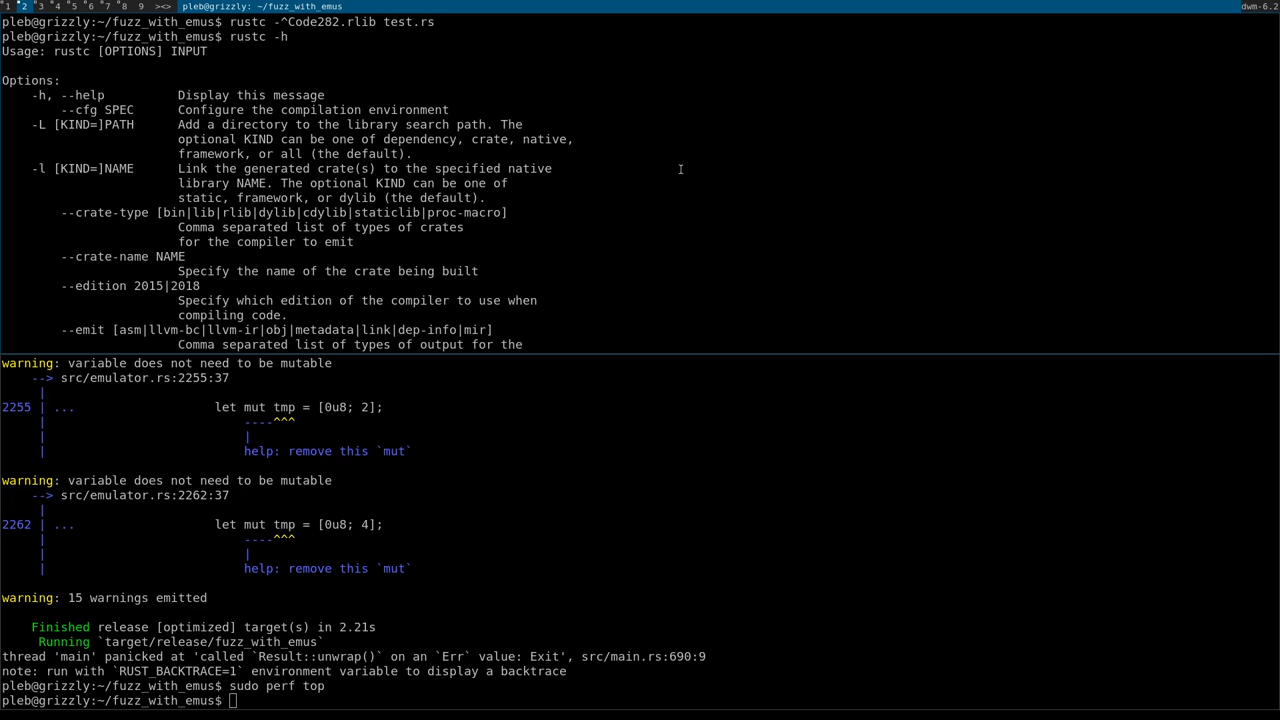 1 2 3 4 5 6 7 8 9 ><> pleb@grizzly: ~/fuzz_with_emus dwm-6.2
pleb@grizzly:~/fuzz_with_emus$ rustc -^Code282.rlib test.rs
pleb@grizzly:~/fuzz_with_emus$ rustc -h
Usage: rustc [OPTIONS] INPUT

Options:
    -h, --help          Display this message
        --cfg SPEC      Configure the compilation environment
    -L [KIND=]PATH      Add a directory to the library search path. The
                        optional KIND can be one of dependency, crate, native,
                        framework, or all (the default).
    -l [KIND=]NAME      Link the generated crate(s) to the specified native
                        library NAME. The optional KIND can be one of
                        static, framework, or dylib (the default).
        --crate-type [bin|lib|rlib|dylib|cdylib|staticlib|proc-macro]
                        Comma separated list of types of crates
                        for the compiler to emit
        --crate-name NAME
                        Specify the name of the crate being built
        --edition 2015|2018
                        Specify which edition of the compiler to use when
                        compiling code.
        --emit [asm|llvm-bc|llvm-ir|obj|metadata|link|dep-info|mir]
                        Comma separated list of types of output for the
warning: variable does not need to be mutable
    --> src/emulator.rs:2255:37
     |
2255 | ...                   let mut tmp = [0u8; 2];
     |                           ----^^^
     |                           |
     |                           help: remove this `mut`

warning: variable does not need to be mutable
    --> src/emulator.rs:2262:37
     |
2262 | ...                   let mut tmp = [0u8; 4];
     |                           ----^^^
     |                           |
     |                           help: remove this `mut`

warning: 15 warnings emitted

    Finished release [optimized] target(s) in 2.21s
     Running `target/release/fuzz_with_emus`
thread 'main' panicked at 'called `Result::unwrap()` on an `Err` value: Exit', src/main.rs:690:9
note: run with `RUST_BACKTRACE=1` environment variable to display a backtrace
pleb@grizzly:~/fuzz_with_emus$ sudo perf top
pleb@grizzly:~/fuzz_with_emus$